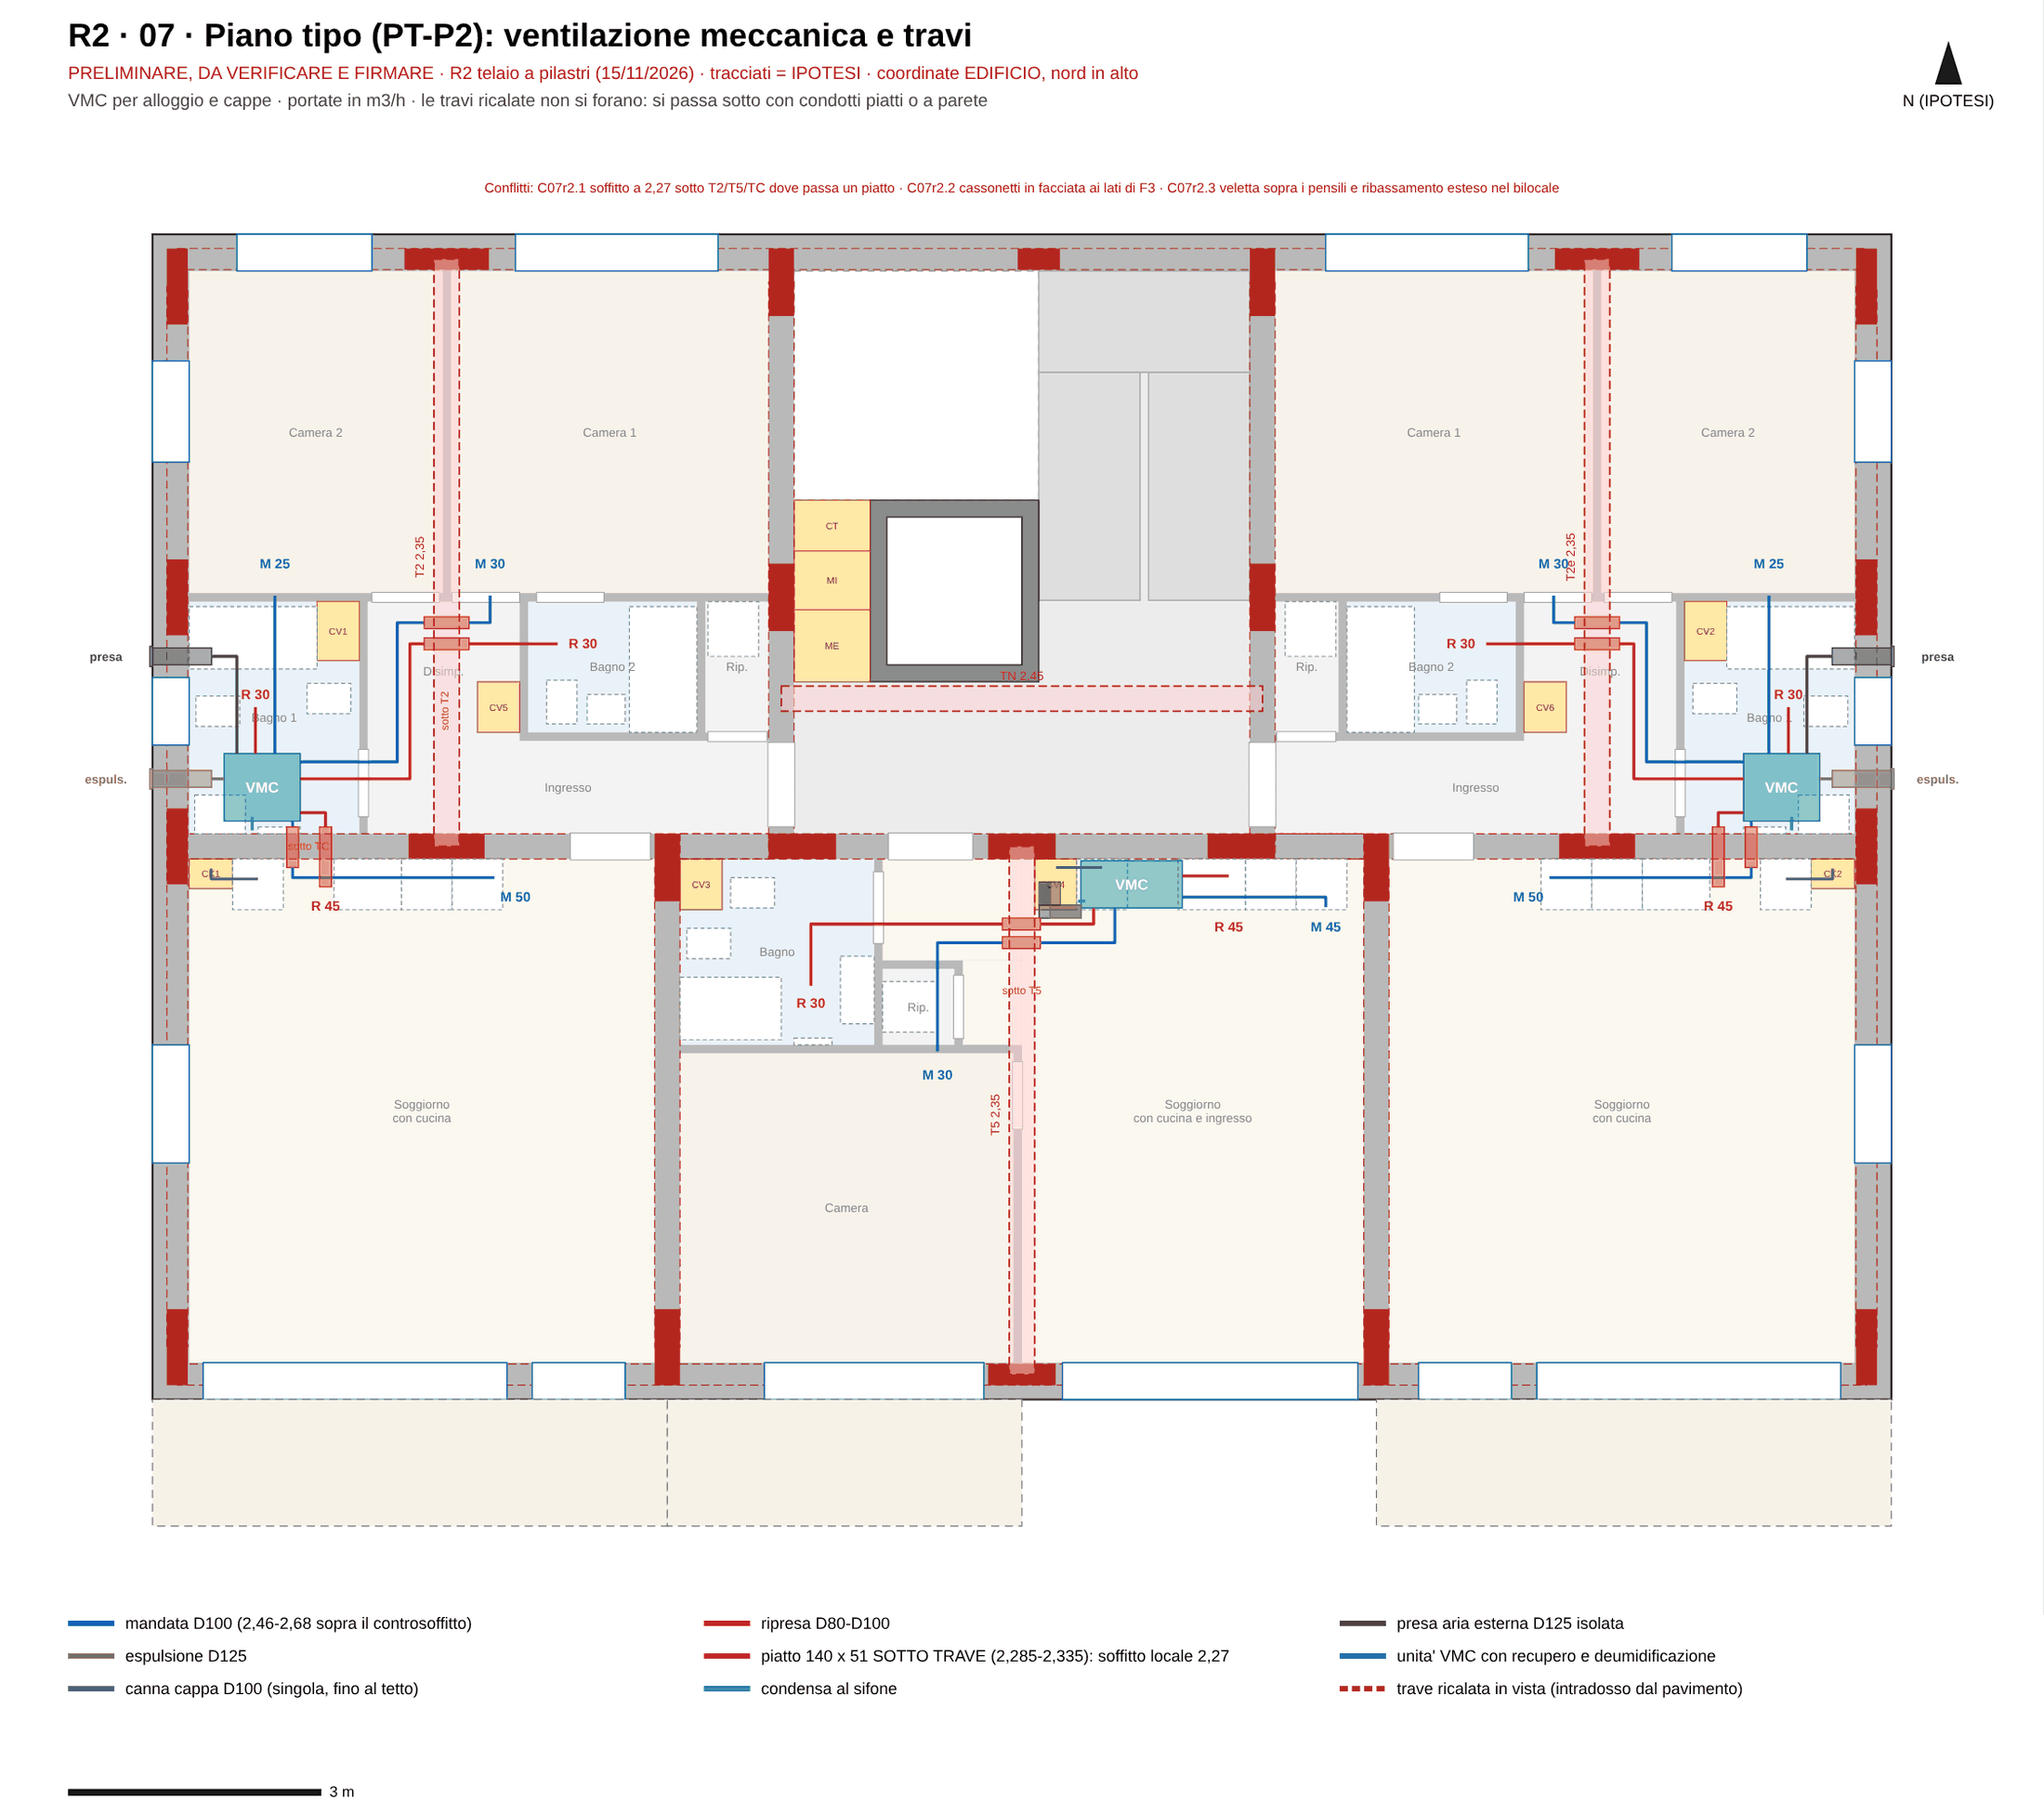 R2 · 07 · Piano tipo (PT-P2): ventilazione meccanica e travi
PRELIMINARE, DA VERIFICARE E FIRMARE · R2 telaio a pilastri (15/11/2026) · tracciati = IPOTESI · coordinate EDIFICIO, nord in alto
VMC per alloggio e cappe · portate in m3/h · le travi ricalate non si forano: si passa sotto con condotti piatti o a parete
N (IPOTESI)
Conflitti: C07r2.1 soffitto a 2,27 sotto T2/T5/TC dove passa un piatto · C07r2.2 cassonetti in facciata ai lati di F3 · C07r2.3 veletta sopra i pensili e ribassamento esteso nel bilocale
Camera 2
Camera 1
Camera 1
Camera 2
CT
T2 2,35
T2e 2,35
M 25
M 30
M 30
M 25
MI
CV1
CV2
R 30
R 30
ME
presa
presa
Disimp.
Bagno 2
Rip.
Rip.
Bagno 2
Disimp.
TN 2,45
R 30
R 30
sotto T2
CV5
CV6
Bagno 1
Bagno 1
espuls.
VMC
Ingresso
Ingresso
VMC
espuls.
sotto TC
CK1
CV3
CV4
VMC
CK2
M 50
R 45
M 50
R 45
R 45
M 45
Bagno
sotto T5
R 30
Rip.
M 30
T5 2,35
Soggiorno
con cucina
Soggiorno
con cucina e ingresso
Soggiorno
con cucina
Camera
mandata D100 (2,46-2,68 sopra il controsoffitto)
ripresa D80-D100
presa aria esterna D125 isolata
espulsione D125
piatto 140 x 51 SOTTO TRAVE (2,285-2,335): soffitto locale 2,27
unita' VMC con recupero e deumidificazione
canna cappa D100 (singola, fino al tetto)
condensa al sifone
trave ricalata in vista (intradosso dal pavimento)
3 m